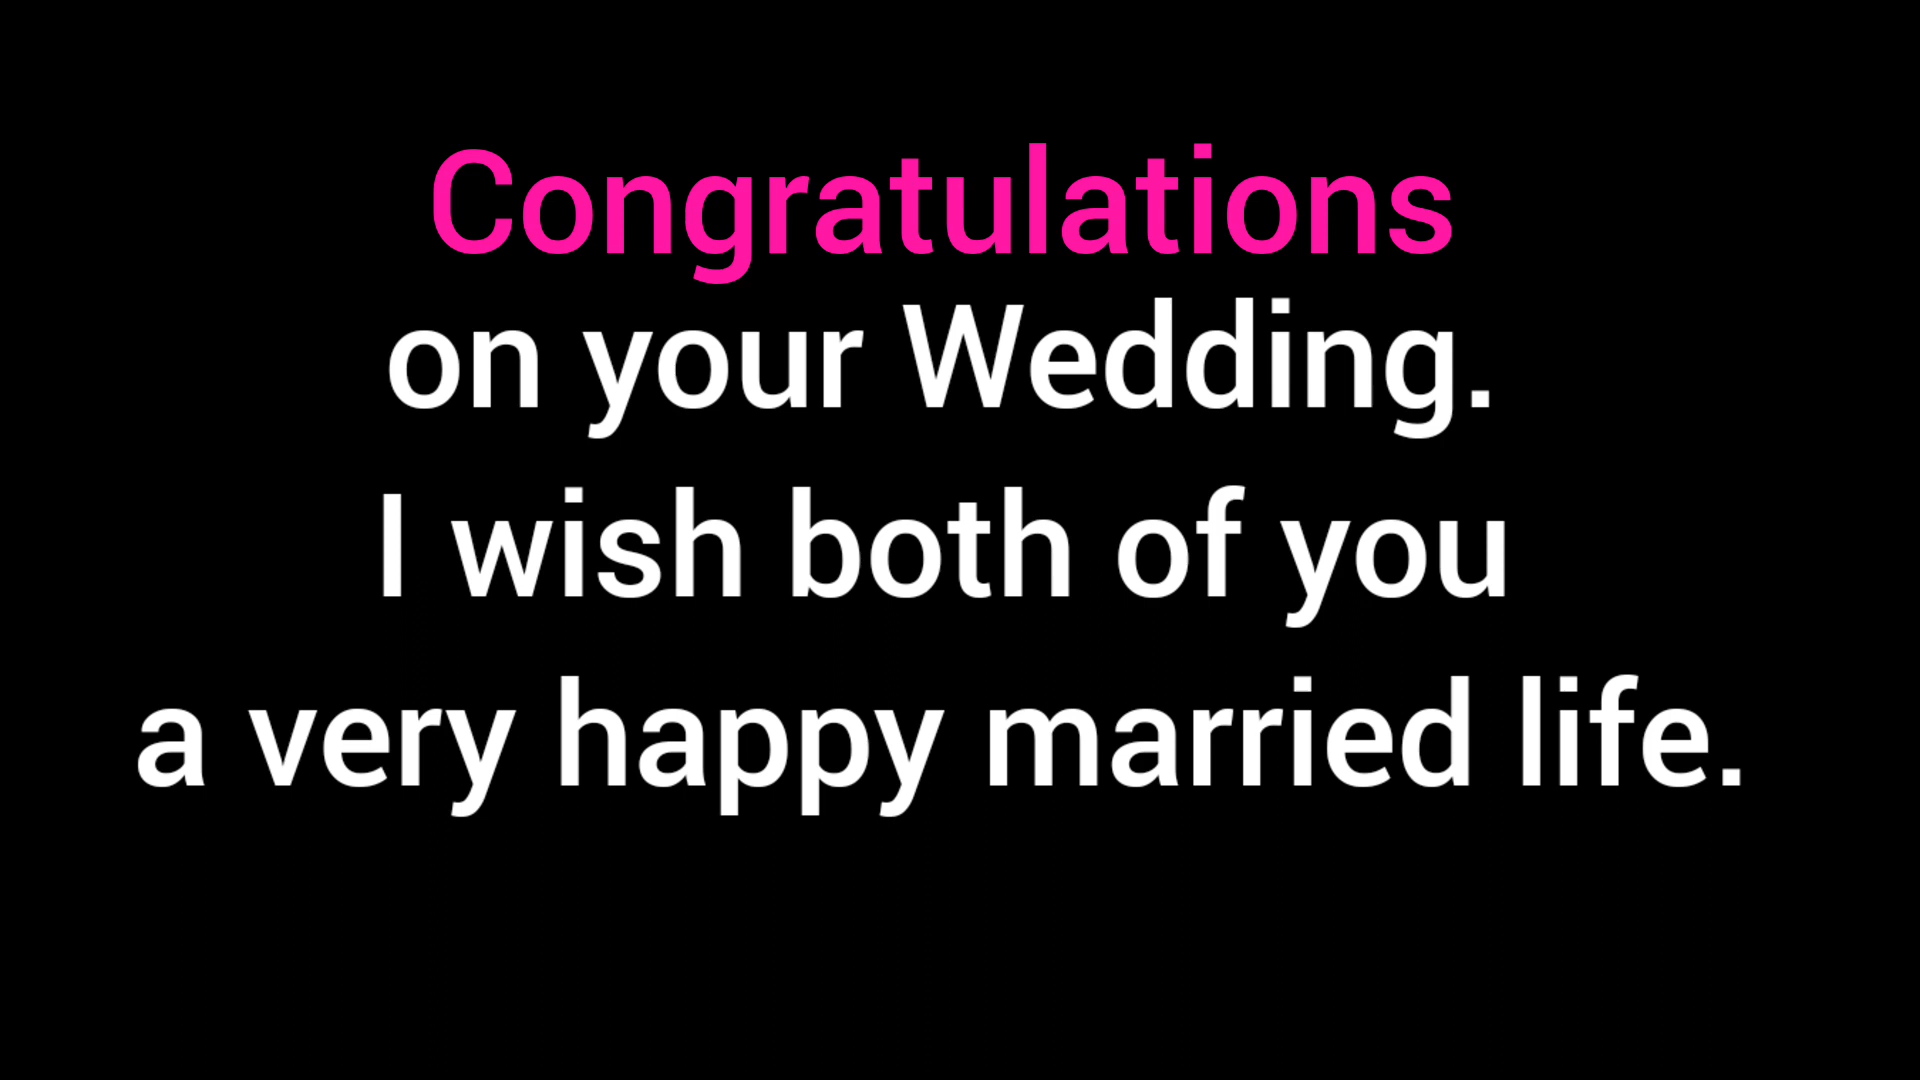 Congratulations
on your Wedding.
I wish both of you
a very happy married life.